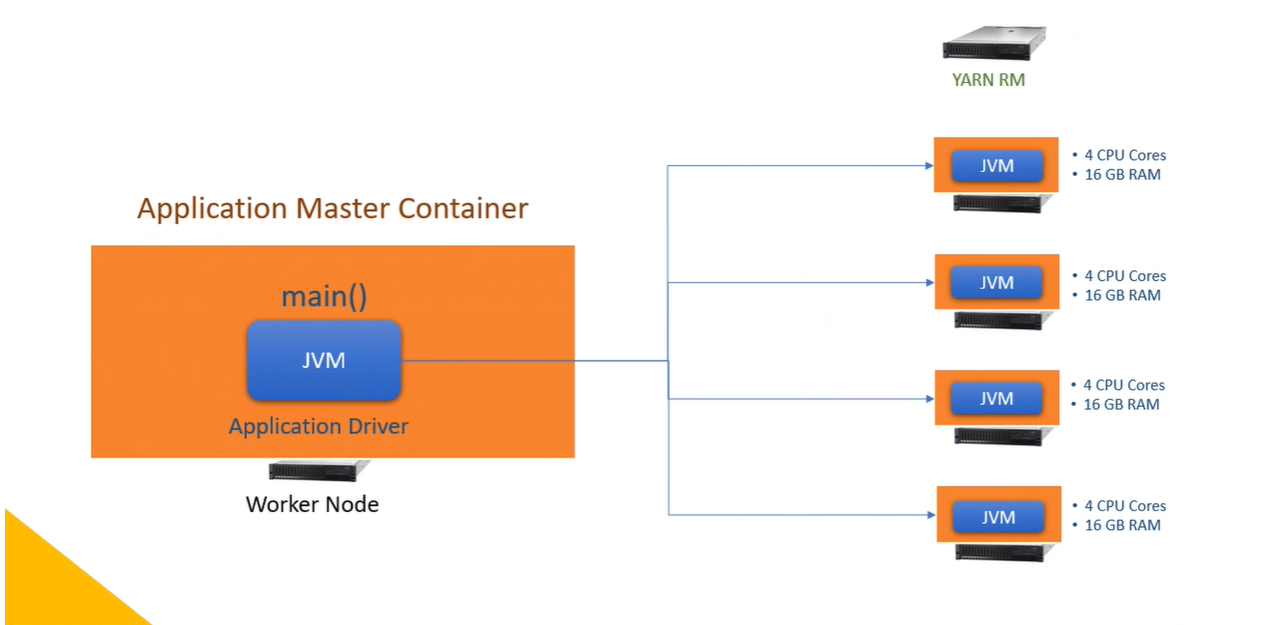 YARN RM
JVM
• 4 CPU Cores
• 16 GB RAM
Application Master Container
main()
JVM
Application Driver
Worker Node
JVM
• 4 CPU Cores
• 16 GB RAM
JVM
• 4 CPU Cores
• 16 GB RAM
JVM
• 4 CPU Cores
• 16 GB RAM